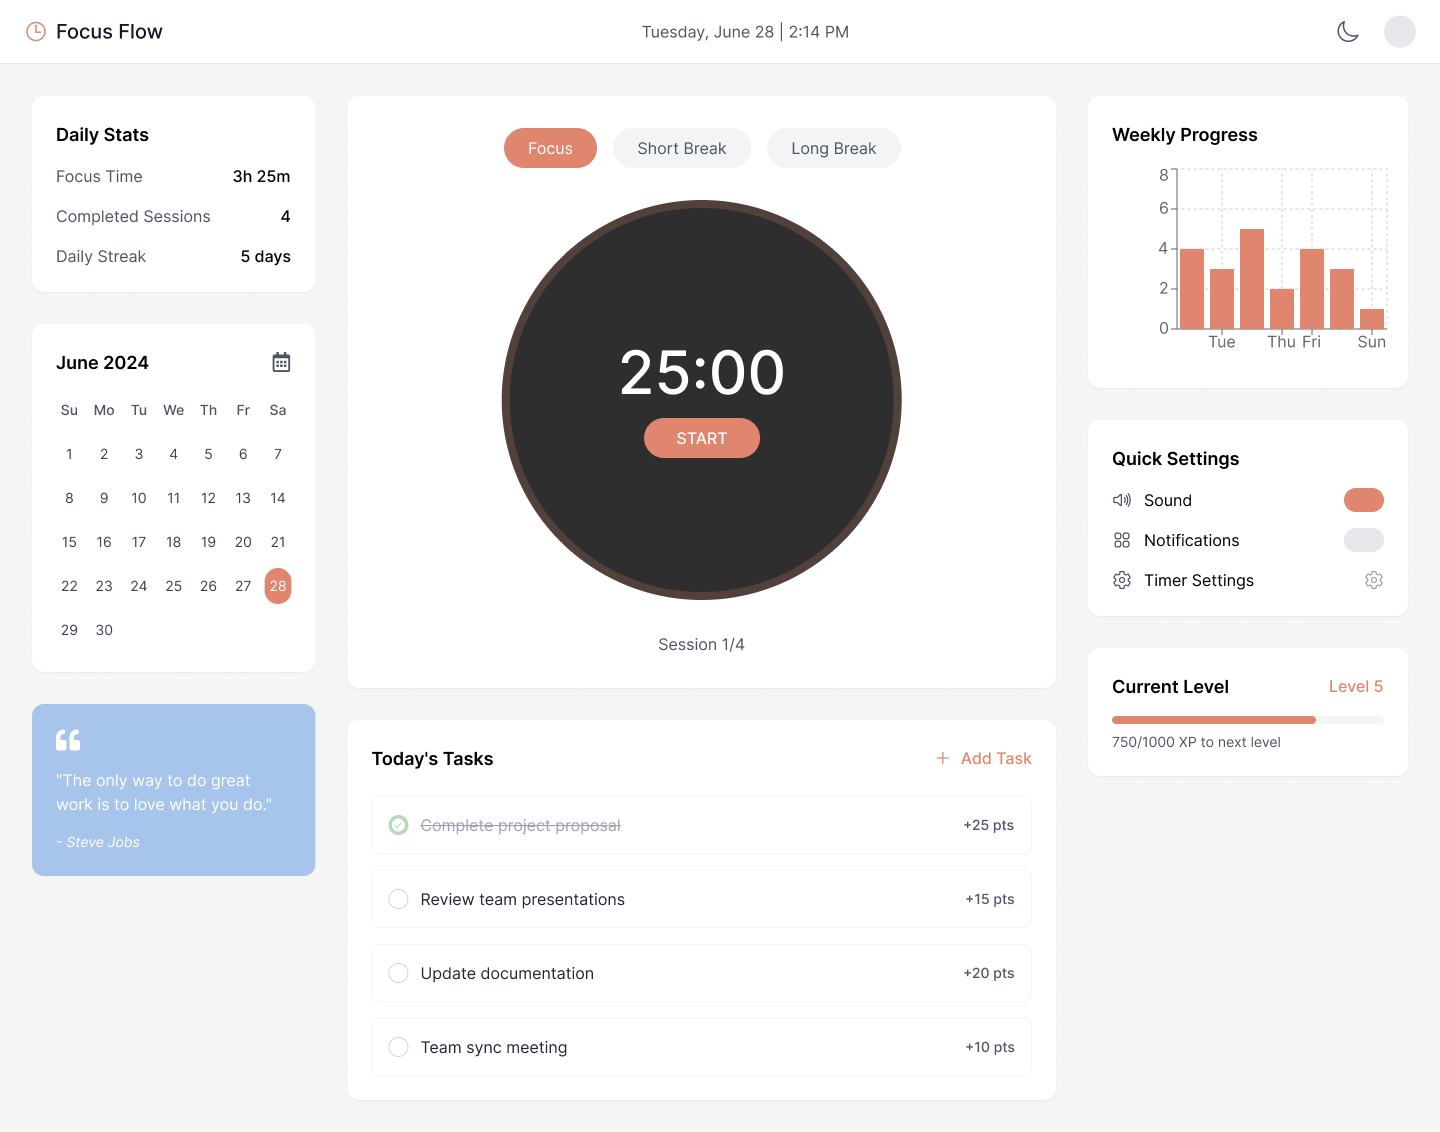 Focus Flow
Tuesday, June 28 | 2:14 PM
Daily Stats
Focus Time 3h 25m
Completed Sessions 4
Daily Streak 5 days
June 2024
Su Mo Tu We Th Fr Sa
1 2 3 4 5 6 7
8 9 10 11 12 13 14
15 16 17 18 19 20 21
22 23 24 25 26 27 28
29 30
"The only way to do great
work is to love what you do."
- Steve Jobs
Focus Short Break Long Break
25:00
START
Session 1/4
Today's Tasks + Add Task
Complete project proposal +25 pts
Review team presentations +15 pts
Update documentation +20 pts
Team sync meeting +10 pts
Weekly Progress
8
6
4
2
0
Tue Thu Fri Sun
Quick Settings
Sound
Notifications
Timer Settings
Current Level Level 5
750/1000 XP to next level